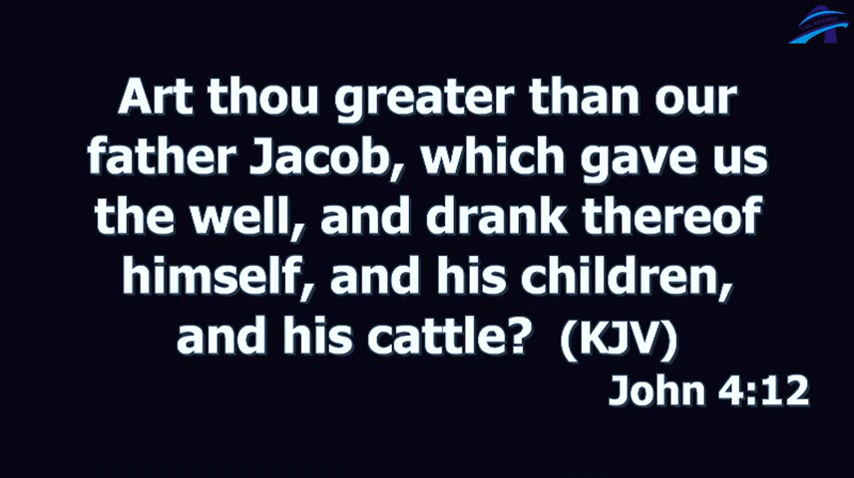 Art thou greater than our
father Jacob, which gave us
the well, and drank thereof
himself, and his children,
and his cattle? (KJV)
John 4:12